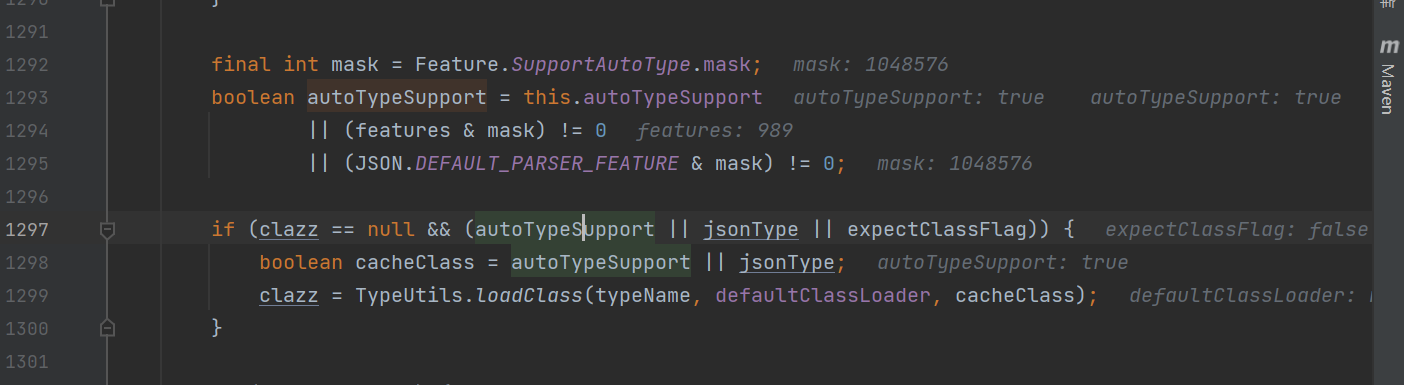 1290 }
1291
1292 final int mask = Feature.SupportAutoType.mask; mask: 1048576
1293 boolean autoTypeSupport = this.autoTypeSupport autoTypeSupport: true autoTypeSupport: true
1294 || (features & mask) != 0 features: 989
1295 || (JSON.DEFAULT_PARSER_FEATURE & mask) != 0; mask: 1048576
1296
1297 if (clazz == null && (autoTypeSupport || jsonType || expectClassFlag)) { expectClassFlag: false
1298 boolean cacheClass = autoTypeSupport || jsonType; autoTypeSupport: true
1299 clazz = TypeUtils.loadClass(typeName, defaultClassLoader, cacheClass); defaultClassLoader:
1300 }
1301
m Maven